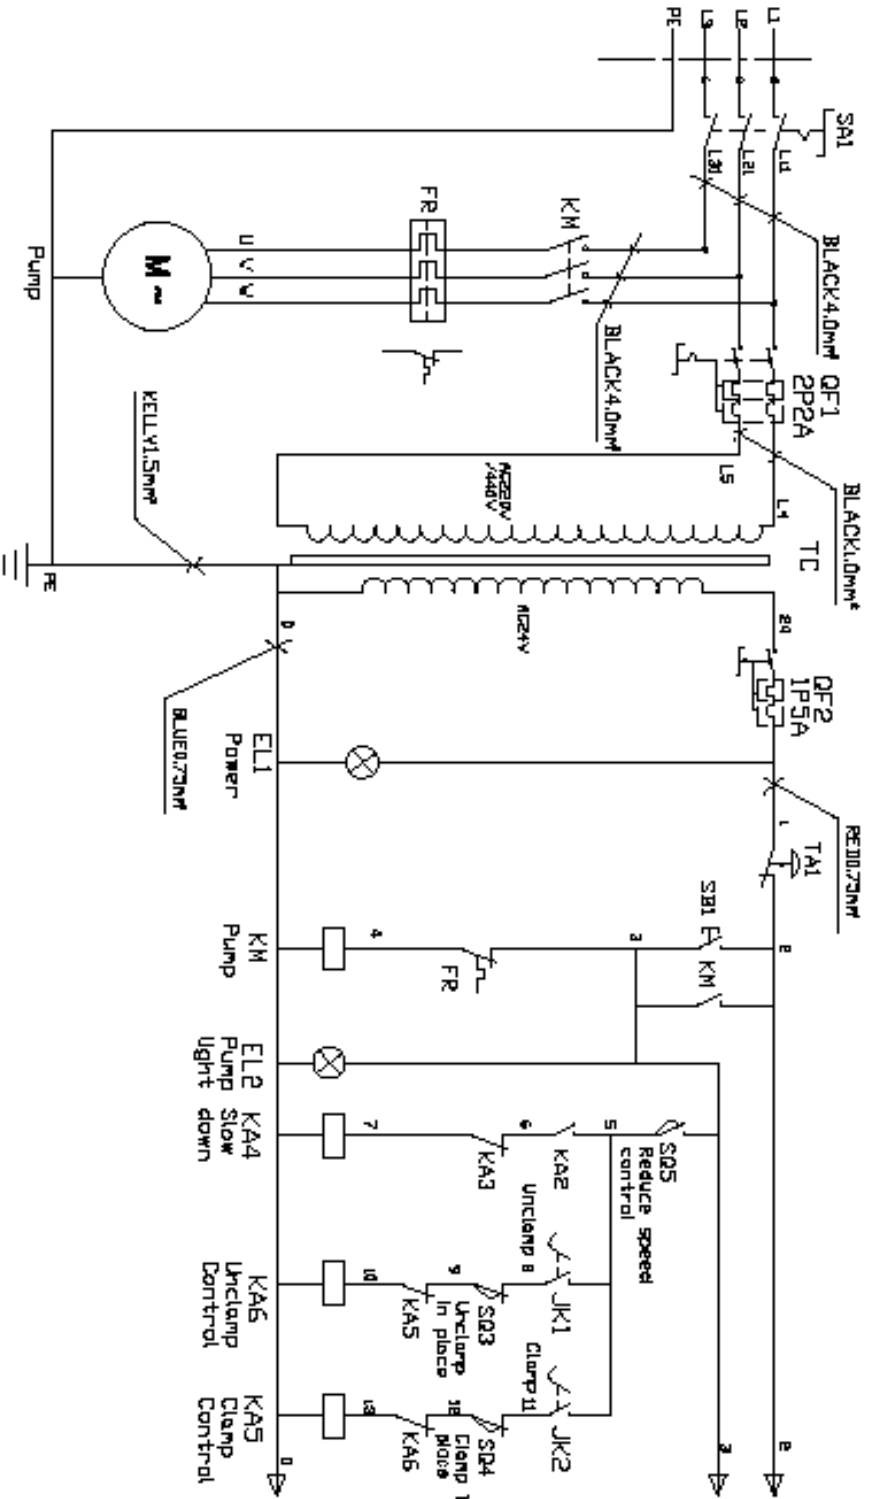 L1
L2
L3
PE
SA1
L11
L21
L31
BLACK4.0mm²
KM
FR
U
V
W
M
~
Pump
BLACK4.0mm²
QF1
2P2A
BLACK1.0mm²
L5
L4
AC220V
/440V
TC
AC24V
KELLY1.5mm²
PE
0
24
BLUE0.75mm²
QF2
1P5A
RED0.75mm²
EL1
Power
1
TA1
2
SB1
KM
3
FR
4
KM
Pump
EL2
Pump
Light
SQ5
Reduce speed
control
5
KA2
6
KA3
7
KA4
Slow
down
JK1
Unclamp 8
SQ3
Unclamp
in place
9
KA5
10
KA6
Unclamp
Control
JK2
Clamp 11
SQ4
Clamp
place
12
KA6
13
KA5
Clamp
Control
2
3
0